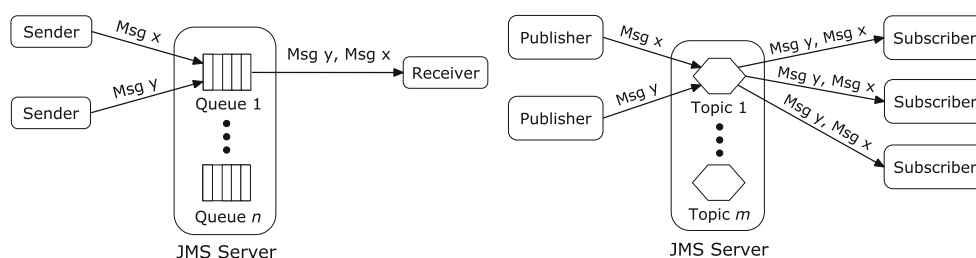 Sender
Msg x
Msg y, Msg x
Receiver
Queue 1
Msg y
Sender
Queue n
JMS Server
Publisher
Msg x
Msg y, Msg x
Subscriber
Msg y, Msg x
Subscriber
Msg y
Topic 1
Msg y, Msg x
Publisher
Subscriber
Topic m
JMS Server